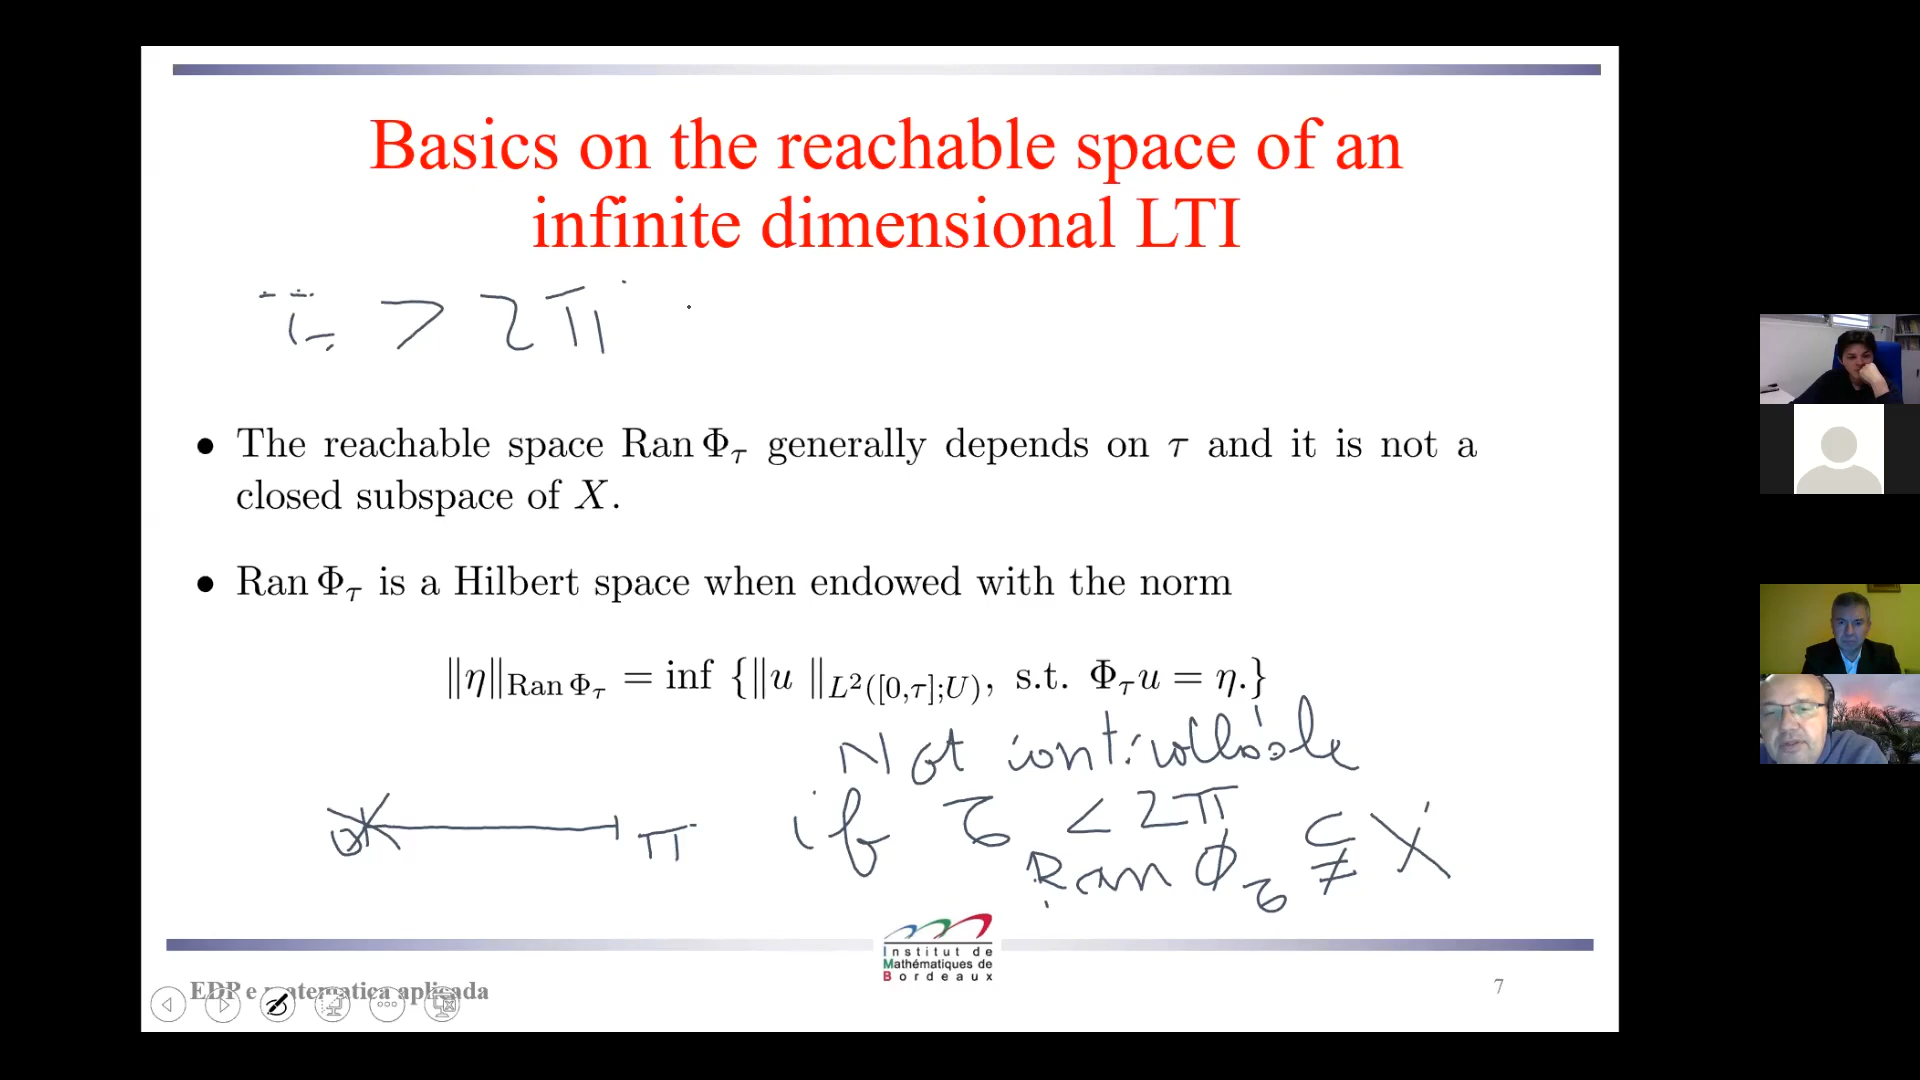 Basics on the reachable space of an
infinite dimensional LTI
τ > 2π
• The reachable space Ran Φ_τ generally depends on τ and it is not a
closed subspace of X.
• Ran Φ_τ is a Hilbert space when endowed with the norm
‖η‖_{Ran Φ_τ} = inf {‖u ‖_{L²([0,τ];U)}, s.t. Φ_τ u = η.}
Not controllable
if τ < 2π
0 π
Ran Φ_τ ⊊ X
Institut de
Mathématiques de
Bordeaux
EDP e matematica aplicada
7